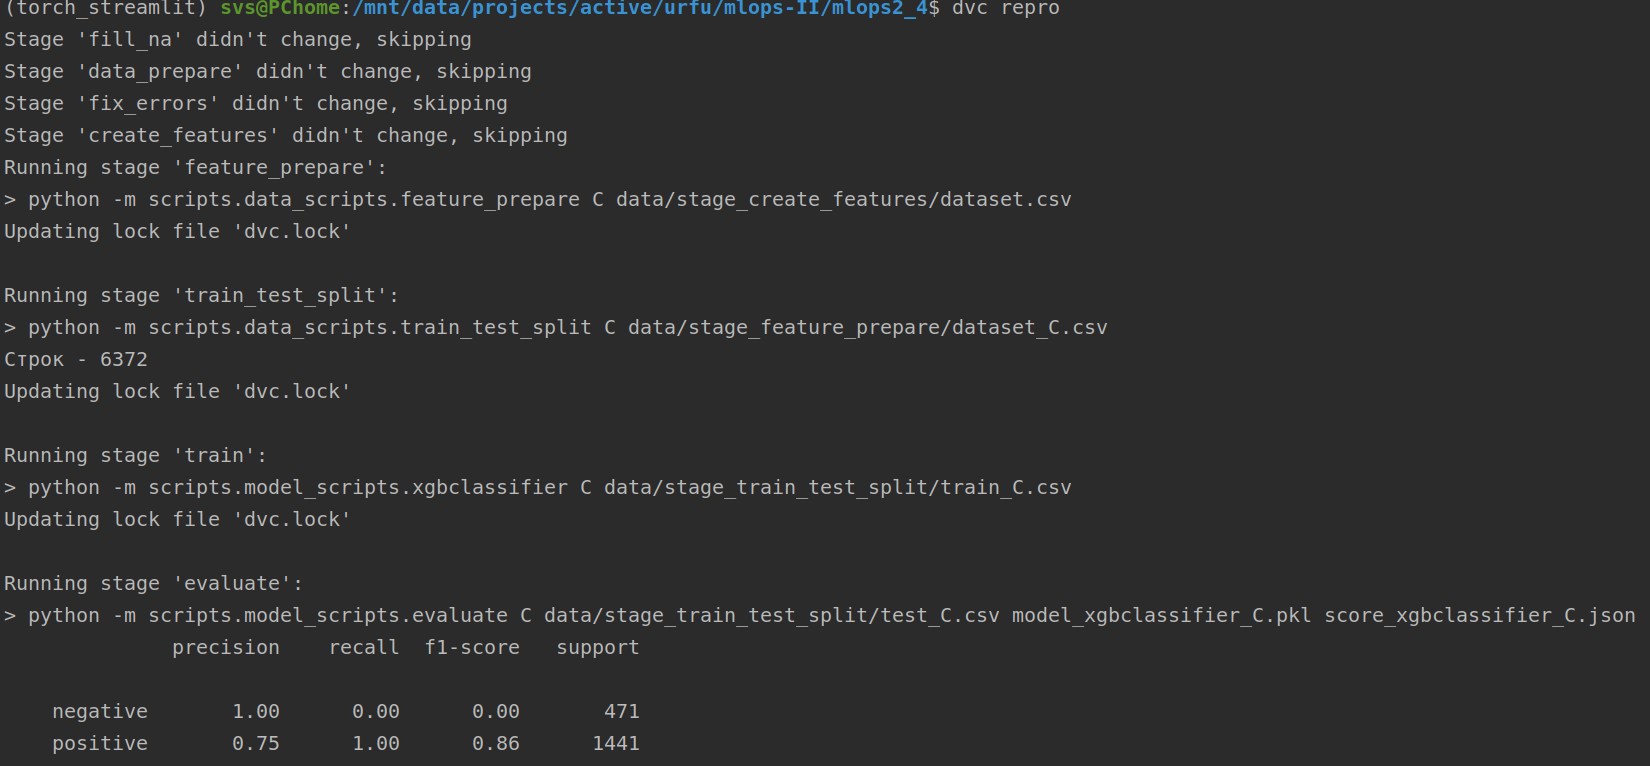 (torch_streamlit) svs@PChome:/mnt/data/projects/active/urfu/mlops-II/mlops2_4$ dvc repro
Stage 'fill_na' didn't change, skipping
Stage 'data_prepare' didn't change, skipping
Stage 'fix_errors' didn't change, skipping
Stage 'create_features' didn't change, skipping
Running stage 'feature_prepare':
> python -m scripts.data_scripts.feature_prepare C data/stage_create_features/dataset.csv
Updating lock file 'dvc.lock'
Running stage 'train_test_split':
> python -m scripts.data_scripts.train_test_split C data/stage_feature_prepare/dataset_C.csv
Строк - 6372
Updating lock file 'dvc.lock'
Running stage 'train':
> python -m scripts.model_scripts.xgbclassifier C data/stage_train_test_split/train_C.csv
Updating lock file 'dvc.lock'
Running stage 'evaluate':
> python -m scripts.model_scripts.evaluate C data/stage_train_test_split/test_C.csv model_xgbclassifier_C.pkl score_xgbclassifier_C.json
precision recall f1-score support
negative 1.00 0.00 0.00 471
positive 0.75 1.00 0.86 1441